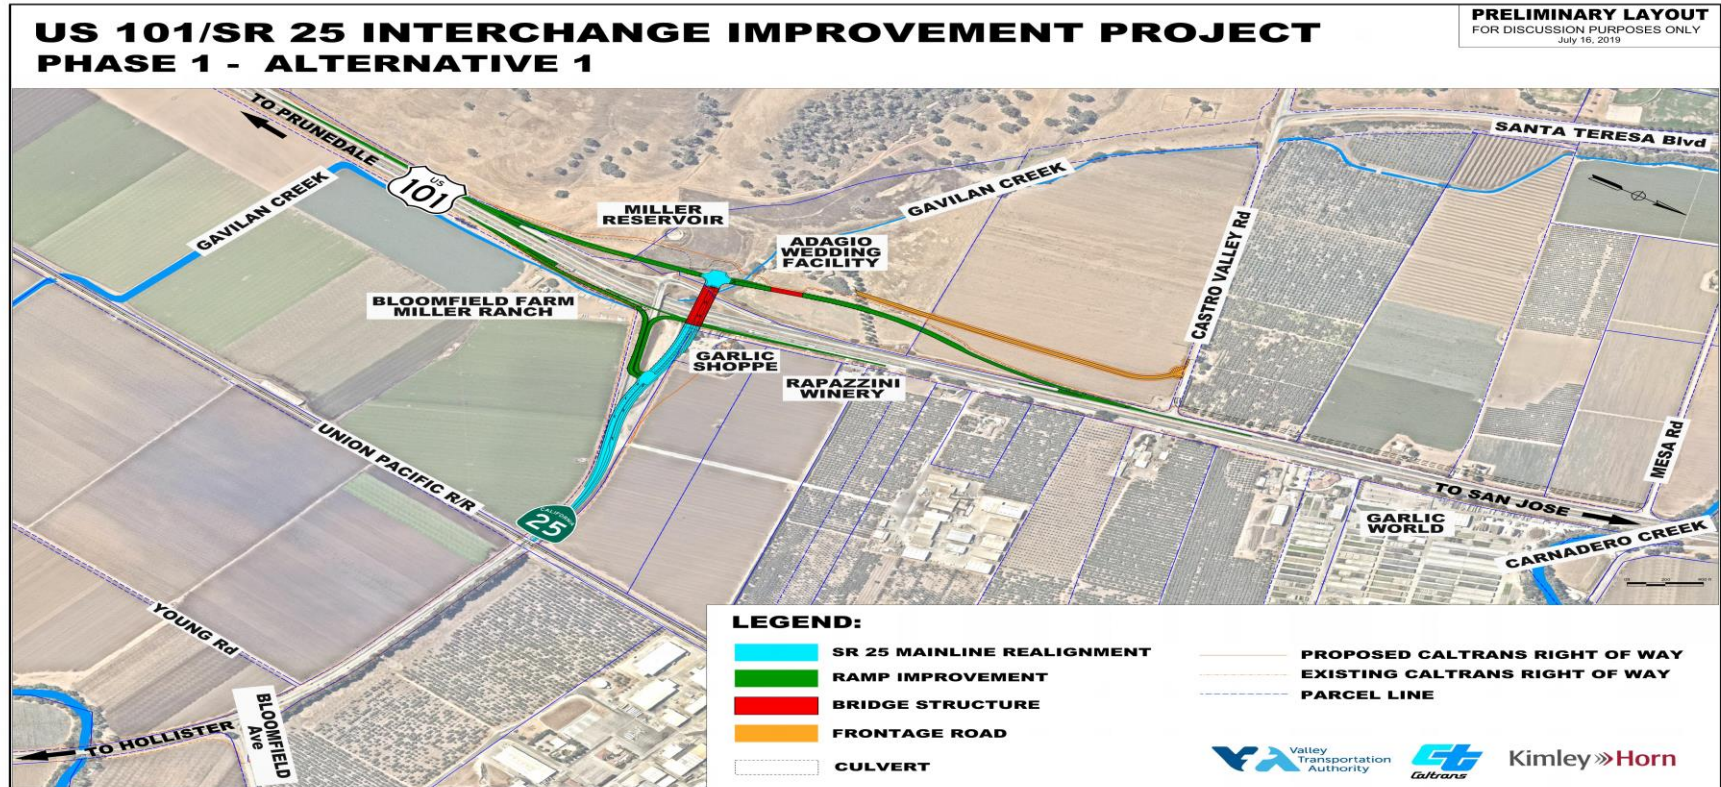 US 101/SR 25 INTERCHANGE IMPROVEMENT PROJECT
PHASE 1 - ALTERNATIVE 1
PRELIMINARY LAYOUT
FOR DISCUSSION PURPOSES ONLY
July 16, 2019
TO PRUNEDALE
US
101
GAVILAN CREEK
MILLER
RESERVOIR
GAVILAN CREEK
ADAGIO
WEDDING
FACILITY
SANTA TERESA Blvd
CASTRO VALLEY Rd
BLOOMFIELD FARM
MILLER RANCH
GARLIC
SHOPPE
RAPAZZINI
WINERY
UNION PACIFIC R/R
CALIFORNIA
25
MESA Rd
TO SAN JOSE
GARLIC
WORLD
CARNADERO CREEK
YOUNG Rd
BLOOMFIELD
Ave
TO HOLLISTER
LEGEND:
SR 25 MAINLINE REALIGNMENT
RAMP IMPROVEMENT
BRIDGE STRUCTURE
FRONTAGE ROAD
CULVERT
PROPOSED CALTRANS RIGHT OF WAY
EXISTING CALTRANS RIGHT OF WAY
PARCEL LINE
Valley
Transportation
Authority
Caltrans
Kimley»Horn